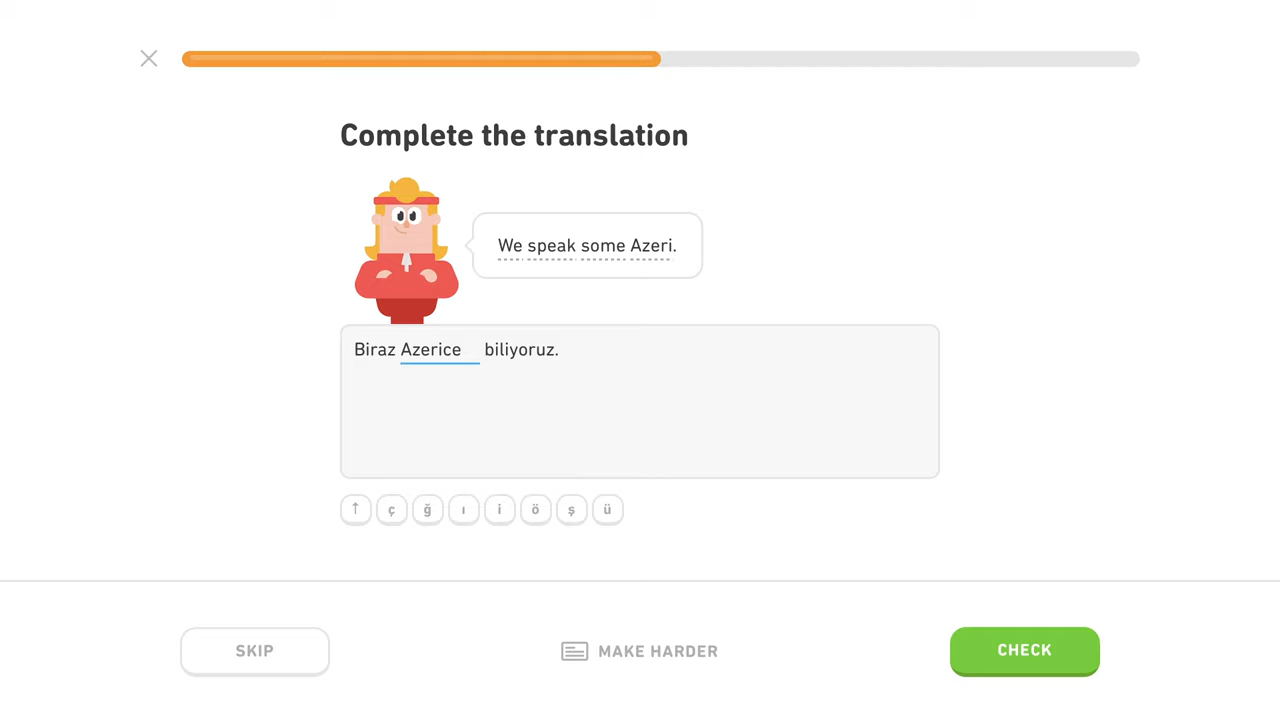 Complete the translation
We speak some Azeri.
Biraz Azerice biliyoruz.
↑ ç ğ ı i ö ş ü
SKIP
MAKE HARDER
CHECK